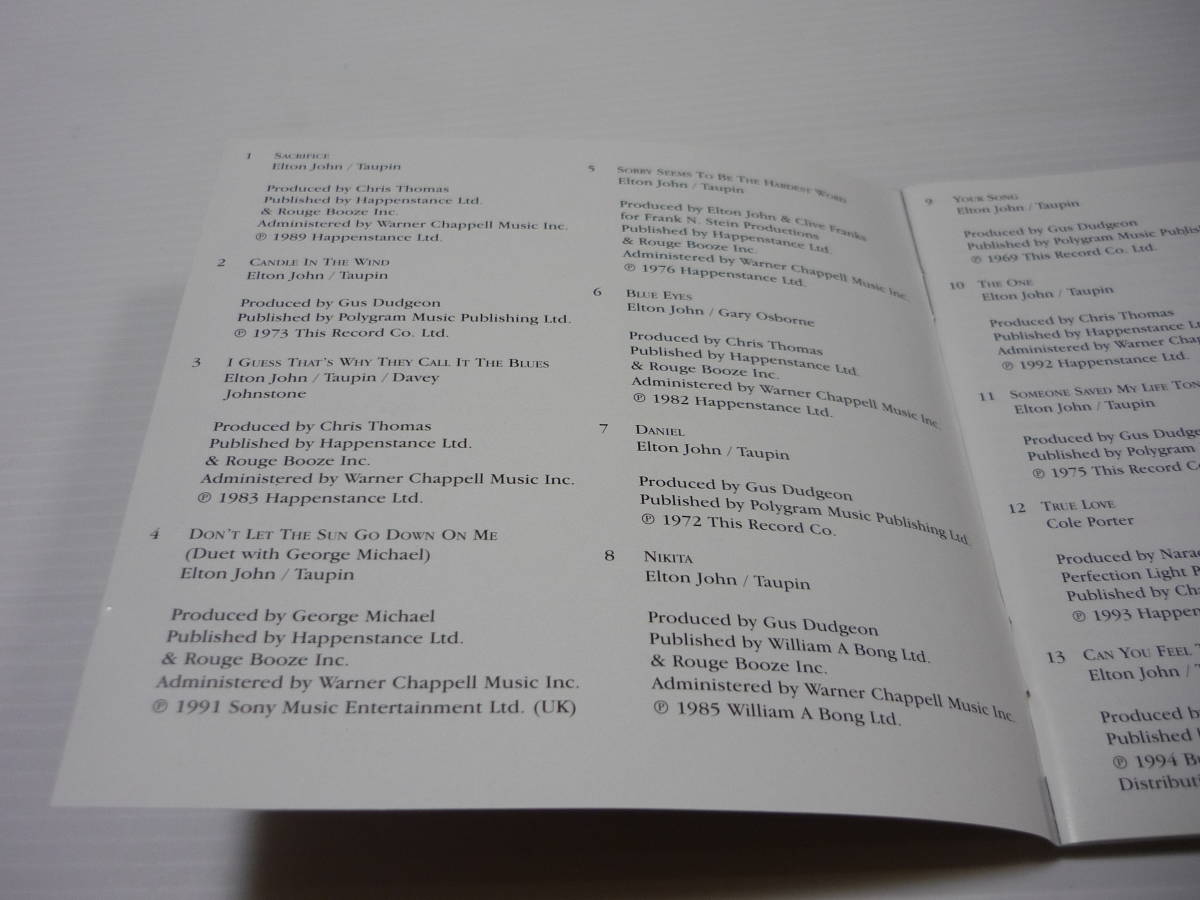 1 SACRIFICE
Elton John / Taupin
Produced by Chris Thomas
Published by Happenstance Ltd.
& Rouge Booze Inc.
Administered by Warner Chappell Music Inc.
℗ 1989 Happenstance Ltd.
2 CANDLE IN THE WIND
Elton John / Taupin
Produced by Gus Dudgeon
Published by Polygram Music Publishing Ltd.
℗ 1973 This Record Co. Ltd.
3 I GUESS THAT'S WHY THEY CALL IT THE BLUES
Elton John / Taupin / Davey
Johnstone
Produced by Chris Thomas
Published by Happenstance Ltd.
& Rouge Booze Inc.
Administered by Warner Chappell Music Inc.
℗ 1983 Happenstance Ltd.
4 DON'T LET THE SUN GO DOWN ON ME
(Duet with George Michael)
Elton John / Taupin
Produced by George Michael
Published by Happenstance Ltd.
& Rouge Booze Inc.
Administered by Warner Chappell Music Inc.
℗ 1991 Sony Music Entertainment Ltd. (UK)
5 SORRY SEEMS TO BE THE HARDEST WORD
Elton John / Taupin
Produced by Elton John & Clive Franks
for Frank N. Stein Productions
Published by Happenstance Ltd.
& Rouge Booze Inc.
Administered by Warner Chappell Music Inc.
℗ 1976 Happenstance Ltd.
6 BLUE EYES
Elton John / Gary Osborne
Produced by Chris Thomas
Published by Happenstance Ltd.
& Rouge Booze Inc.
Administered by Warner Chappell Music Inc.
℗ 1982 Happenstance Ltd.
7 DANIEL
Elton John / Taupin
Produced by Gus Dudgeon
Published by Polygram Music Publishing Ltd.
℗ 1972 This Record Co.
8 NIKITA
Elton John / Taupin
Produced by Gus Dudgeon
Published by William A Bong Ltd.
& Rouge Booze Inc.
Administered by Warner Chappell Music Inc.
℗ 1985 William A Bong Ltd.
9 YOUR SONG
Elton John / Taupin
Produced by Gus Dudgeon
Published by Polygram Music
℗ 1969 This Record Co. Ltd.
10 THE ONE
Elton John / Taupin
Produced by Chris Thomas
Published by Happenstance
Administered by Warner
℗ 1992 Happenstance Ltd.
11 SOMEONE SAVED MY LIFE
Elton John / Taupin
Produced by Gus
Published by Polygram
℗ 1975 This Record
12 TRUE LOVE
Cole Porter
Produced by
Perfection Light
Published by
℗ 1993
13 CAN YOU FEEL
Elton John /
Produced
Published
℗ 1994